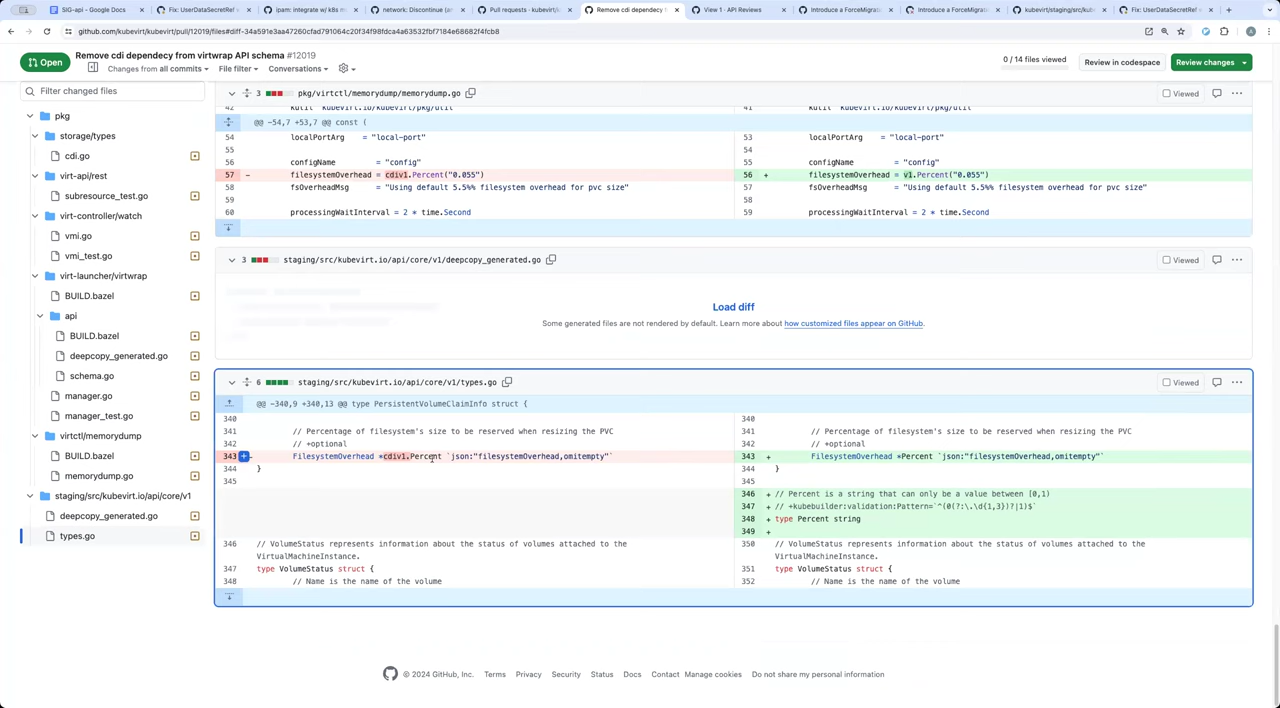 SIG-api - Google Docs
Fix: UserDataSecretRef w
ipam: integrate w/ k8s m
network: Discontinue (an
Pull requests · kubevirt/k
Remove cdi dependecy f
View 1 · API Reviews
Introduce a ForceMigrat
Introduce a ForceMigrat
kubevirt/staging/src/kub
Fix: UserDataSecretRef w
github.com/kubevirt/kubevirt/pull/12019/files#diff-34a591e3aa47260cfad791064c20f34f98fdca4a63532fbf7184e68682f4fcb8
Open
Remove cdi dependecy from virtwrap API schema #12019
Changes from all commits
File filter
Conversations
0 / 14 files viewed
Review in codespace
Review changes
Filter changed files
pkg
storage/types
cdi.go
virt-api/rest
subresource_test.go
virt-controller/watch
vmi.go
vmi_test.go
virt-launcher/virtwrap
BUILD.bazel
api
BUILD.bazel
deepcopy_generated.go
schema.go
manager.go
manager_test.go
virtctl/memorydump
BUILD.bazel
memorydump.go
staging/src/kubevirt.io/api/core/v1
deepcopy_generated.go
types.go
3 pkg/virtctl/memorydump/memorydump.go
Viewed
42 kutil "kubevirt.io/kubevirt/pkg/util" 41 kutil "kubevirt.io/kubevirt/pkg/util"
@@ -54,7 +53,7 @@ const (
54 localPortArg = "local-port" 53 localPortArg = "local-port"
55 54
56 configName = "config" 55 configName = "config"
57 - filesystemOverhead = cdiv1.Percent("0.055") 56 + filesystemOverhead = v1.Percent("0.055")
58 fsOverheadMsg = "Using default 5.5%% filesystem overhead for pvc size" 57 fsOverheadMsg = "Using default 5.5%% filesystem overhead for pvc size"
59 58
60 processingWaitInterval = 2 * time.Second 59 processingWaitInterval = 2 * time.Second
3 staging/src/kubevirt.io/api/core/v1/deepcopy_generated.go
Viewed
Load diff
Some generated files are not rendered by default. Learn more about how customized files appear on GitHub.
6 staging/src/kubevirt.io/api/core/v1/types.go
Viewed
@@ -340,9 +340,13 @@ type PersistentVolumeClaimInfo struct {
340 340
341 // Percentage of filesystem's size to be reserved when resizing the PVC 341 // Percentage of filesystem's size to be reserved when resizing the PVC
342 // +optional 342 // +optional
343 - FilesystemOverhead *cdiv1.Percent `json:"filesystemOverhead,omitempty"` 343 + FilesystemOverhead *Percent `json:"filesystemOverhead,omitempty"`
344 } 344 }
345 345
346 + // Percent is a string that can only be a value between [0,1)
347 + // +kubebuilder:validation:Pattern=`^(0(?:\.\d{1,3})?|1)$`
348 + type Percent string
349 +
346 // VolumeStatus represents information about the status of volumes attached to the 350 // VolumeStatus represents information about the status of volumes attached to the
VirtualMachineInstance. VirtualMachineInstance.
347 type VolumeStatus struct { 351 type VolumeStatus struct {
348 // Name is the name of the volume 352 // Name is the name of the volume
© 2024 GitHub, Inc. Terms Privacy Security Status Docs Contact Manage cookies Do not share my personal information